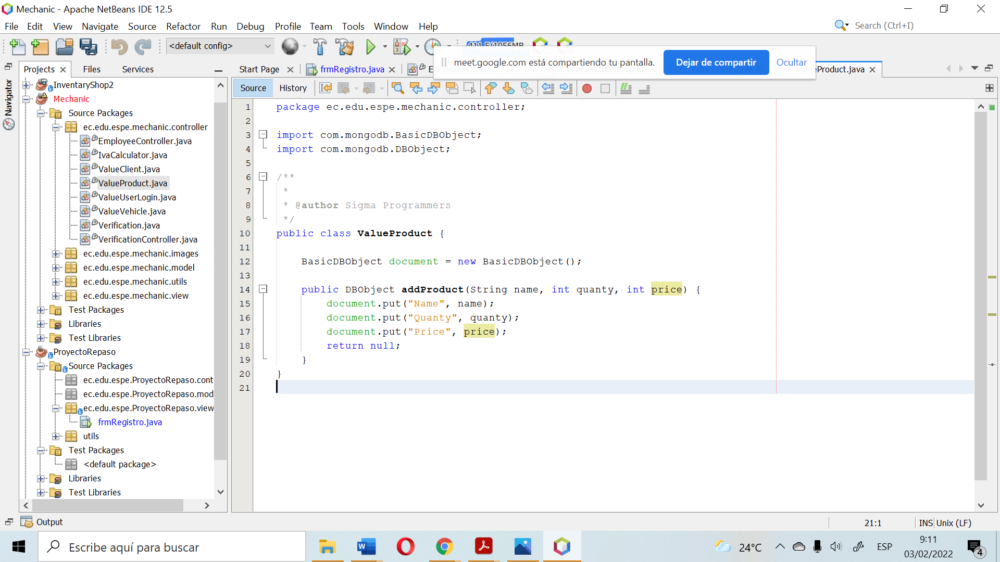 Mechanic - Apache NetBeans IDE 12.5
File Edit View Navigate Source Refactor Run Debug Profile Team Tools Window Help
Search (Ctrl+I)
<default config>
meet.google.com está compartiendo tu pantalla. Dejar de compartir Ocultar
Projects Files Services
Start Page frmRegistro.java Product.java
Source History
Navigator
InventaryShop2
Mechanic
Source Packages
ec.edu.espe.mechanic.controller
EmployeeController.java
IvaCalculator.java
ValueClient.java
ValueProduct.java
ValueUserLogin.java
ValueVehicle.java
Verification.java
VerificationController.java
ec.edu.espe.mechanic.images
ec.edu.espe.mechanic.model
ec.edu.espe.mechanic.utils
ec.edu.espe.mechanic.view
Test Packages
Libraries
Test Libraries
ProyectoRepaso
Source Packages
ec.edu.espe.ProyectoRepaso.cont
ec.edu.espe.ProyectoRepaso.mod
ec.edu.espe.ProyectoRepaso.view
frmRegistro.java
utils
Test Packages
<default package>
Libraries
Test Libraries
1 package ec.edu.espe.mechanic.controller;
2
3 import com.mongodb.BasicDBObject;
4 import com.mongodb.DBObject;
5
6 /**
7 *
8 * @author Sigma Programmers
9 */
10 public class ValueProduct {
11
12 BasicDBObject document = new BasicDBObject();
13
14 public DBObject addProduct(String name, int quanty, int price) {
15 document.put("Name", name);
16 document.put("Quanty", quanty);
17 document.put("Price", price);
18 return null;
19 }
20 }
21
Output
21:1 INS Unix (LF)
Escribe aquí para buscar
24°C ESP
9:11
03/02/2022
4